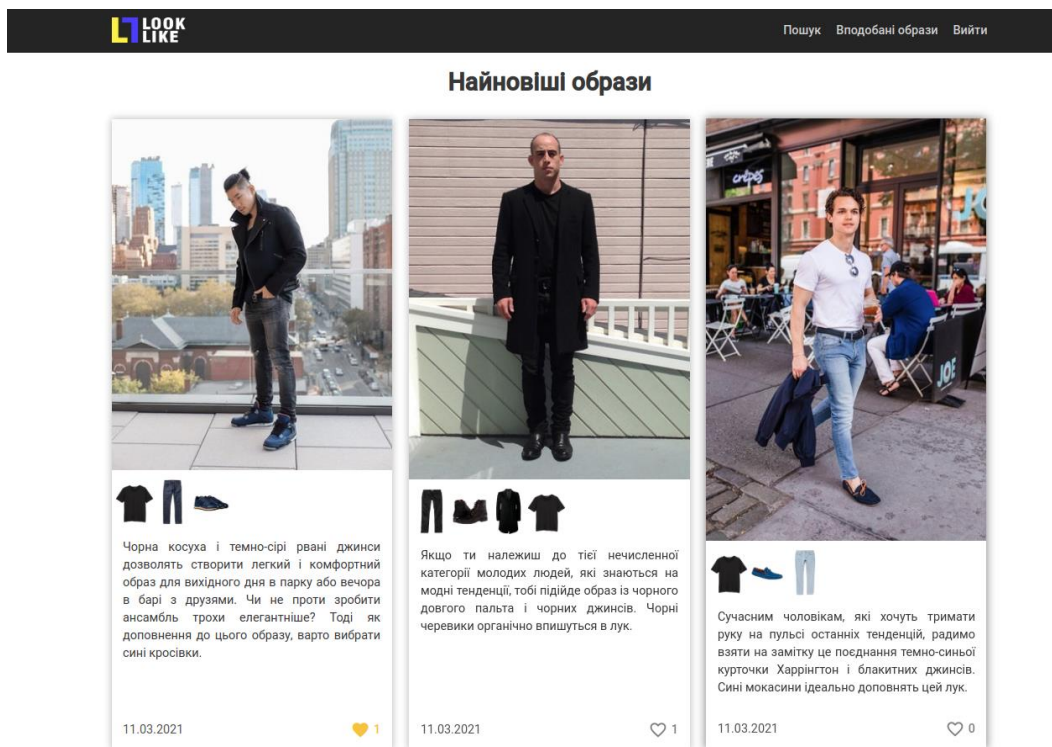 LOOK
LIKE
Пошук Вподобані образи Вийти
Найновіші образи
crêpes
JOE
Чорна косуха і темно-сірі рвані джинси
дозволять створити легкий і комфортний
образ для вихідного дня в парку або вечора
в барі з друзями. Чи не проти зробити
ансамбль трохи елегантніше? Тоді як
доповнення до цього образу, варто вибрати
сині кросівки.
11.03.2021 1
Якщо ти належиш до тієї нечисленної
категорії молодих людей, які знаються на
модні тенденції, тобі підійде образ із чорного
довгого пальта і чорних джинсів. Чорні
черевики органічно впишуться в лук.
11.03.2021 1
Сучасним чоловікам, які хочуть тримати
руку на пульсі останніх тенденцій, радимо
взяти на замітку це поєднання темно-синьої
курточки Харрінгтон і блакитних джинсів.
Сині мокасини ідеально доповнять цей лук.
11.03.2021 0